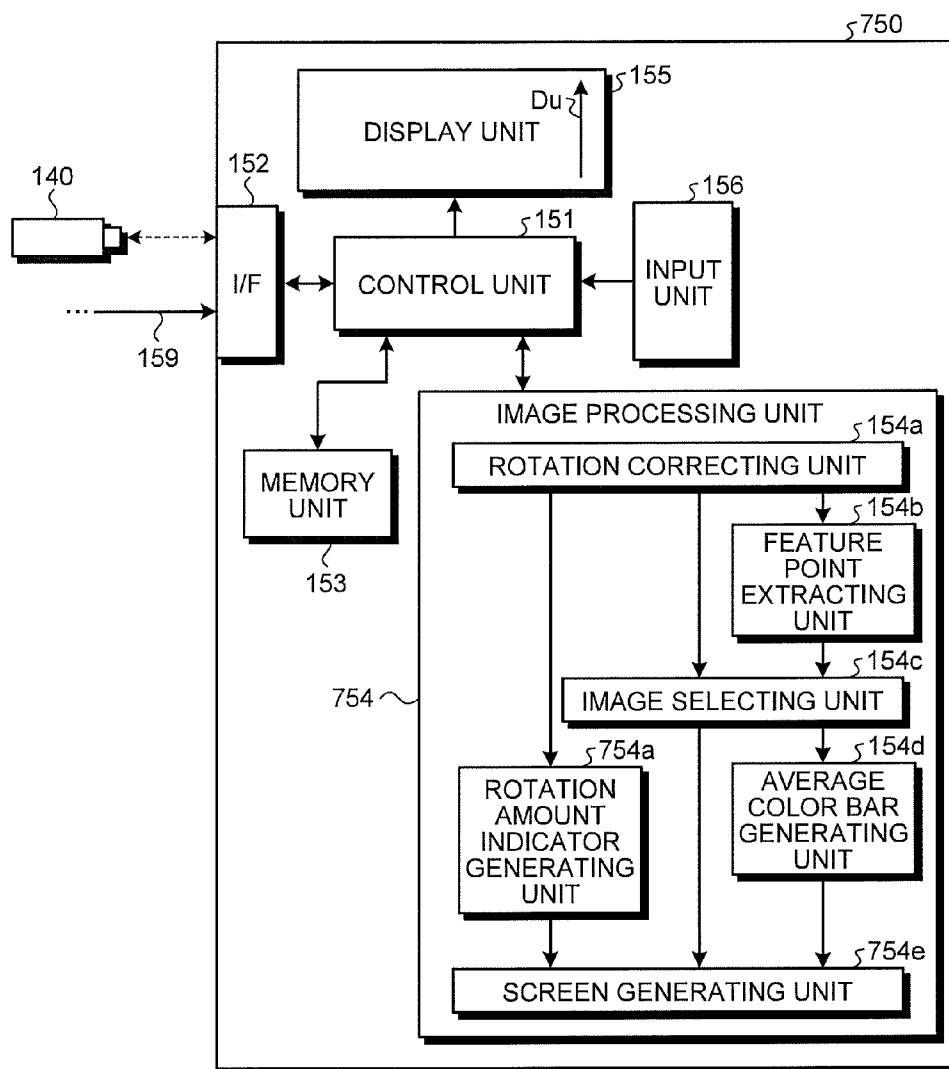 750
155
Du
DISPLAY UNIT
152
140
151
156
I/F
CONTROL UNIT
INPUT
UNIT
...
159
IMAGE PROCESSING UNIT
154a
ROTATION CORRECTING UNIT
MEMORY
UNIT
153
154b
FEATURE
POINT
EXTRACTING
UNIT
154c
754
IMAGE SELECTING UNIT
754a
154d
ROTATION
AMOUNT
INDICATOR
GENERATING
UNIT
AVERAGE
COLOR BAR
GENERATING
UNIT
754e
SCREEN GENERATING UNIT